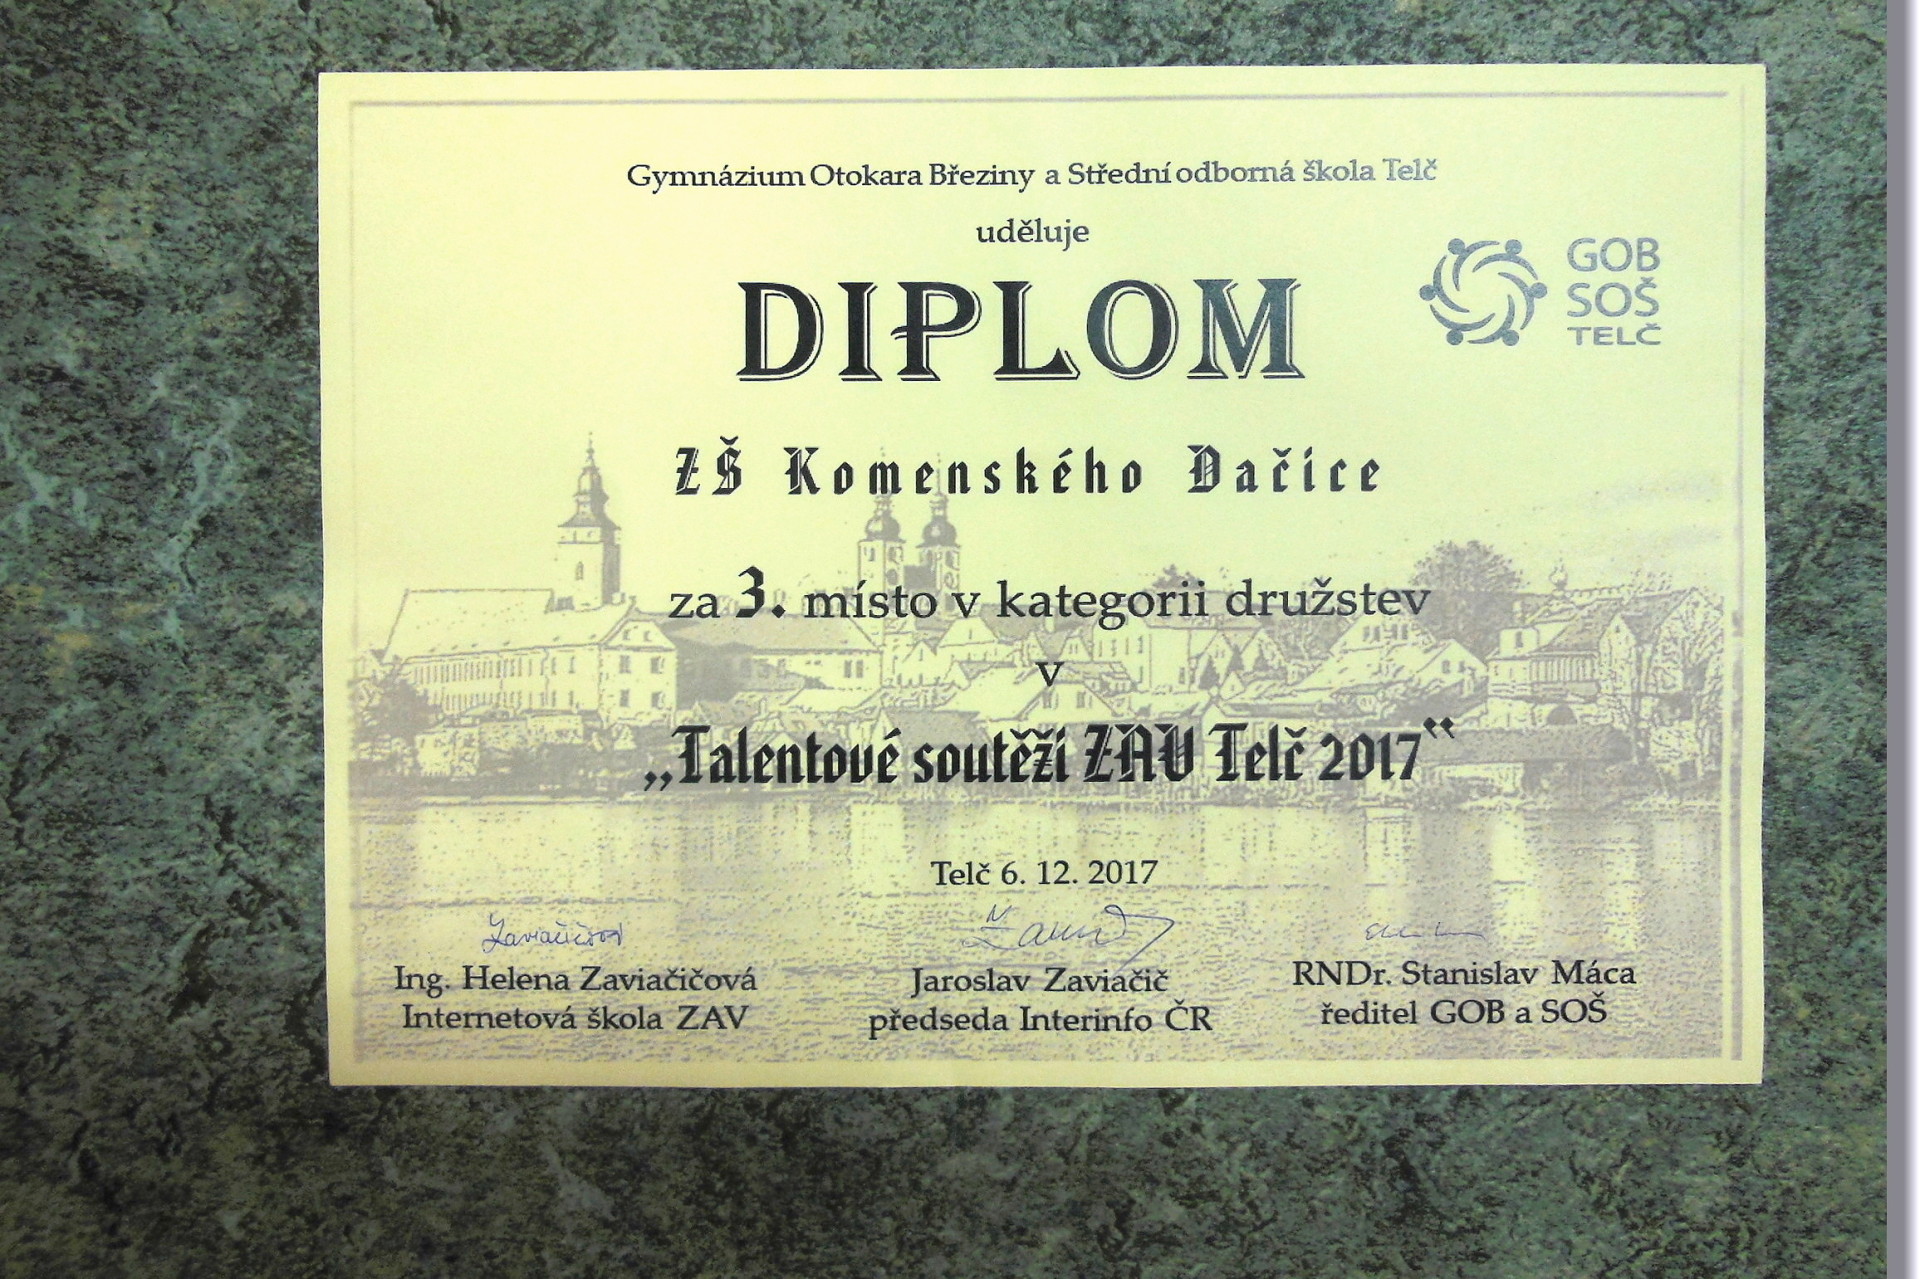 Gymnázium Otokara Březiny a Střední odborná škola Telč
uděluje
DIPLOM
GOB
SOŠ
TELČ
ZŠ Komenského Dačice
za 3. místo v kategorii družstev
v
„Talentové soutěži ZAV Telč 2017“
Telč 6. 12. 2017
Zaviačičová
Ing. Helena Zaviačičová
Internetová škola ZAV
Jaroslav Zaviačič
předseda Interinfo ČR
RNDr. Stanislav Máca
ředitel GOB a SOŠ